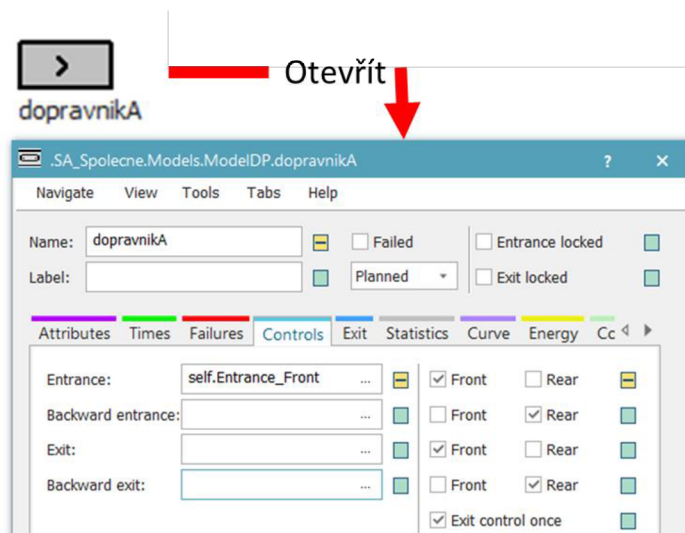 >
dopravnikA
Otevřít
.SA_Spolecne.Models.ModelDP.dopravnikA ? ×
Navigate View Tools Tabs Help
Name: dopravnikA Failed Entrance locked
Label: Planned Exit locked
Attributes Times Failures Controls Exit Statistics Curve Energy Cc
Entrance: self.Entrance_Front ... Front Rear
Backward entrance: ... Front Rear
Exit: ... Front Rear
Backward exit: ... Front Rear
Exit control once